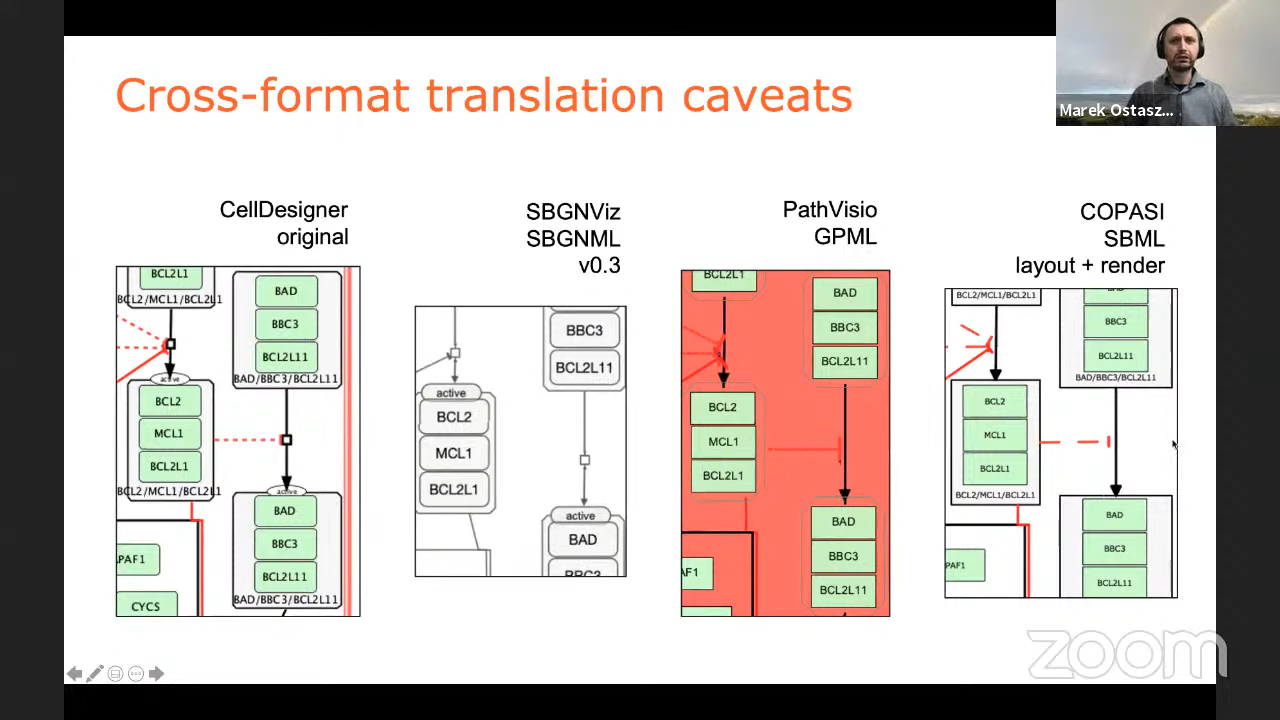 Cross-format translation caveats
Marek Ostasz...
CellDesigner
original
BCL2L1
BCL2/MCL1/BCL2L1
BAD
BBC3
BCL2L11
BAD/BBC3/BCL2L11
active
BCL2
MCL1
BCL2L1
BCL2/MCL1/BCL2L1
active
BAD
BBC3
BCL2L11
BAD/BBC3/BCL2L11
PAF1
CYCS
SBGNViz
SBGNML
v0.3
BBC3
BCL2L11
active
BCL2
MCL1
BCL2L1
active
BAD
BBC3
PathVisio
GPML
BCL2L1
BAD
BBC3
BCL2L11
BCL2
MCL1
BCL2L1
BAD
BBC3
BCL2L11
AF1
COPASI
SBML
layout + render
BCL2/MCL1/BCL2L1
BAD
BBC3
BCL2L11
BAD/BBC3/BCL2L11
BCL2
MCL1
BCL2L1
BCL2/MCL1/BCL2L1
BAD
BBC3
BCL2L11
PAF1
zoom